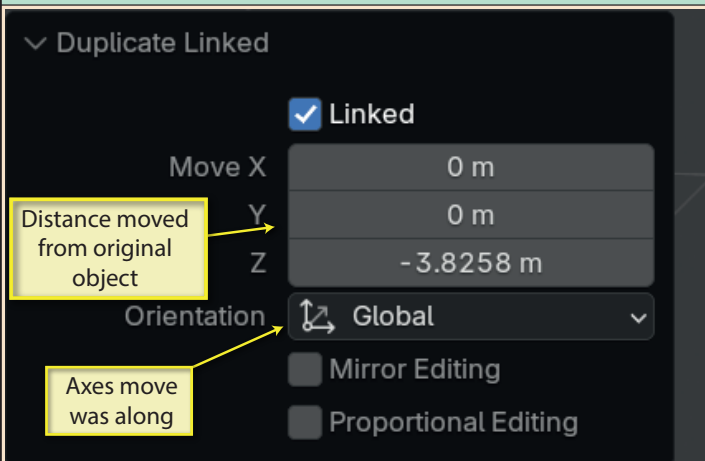 Duplicate Linked
Linked
Move X 0 m
Y 0 m
Z -3.8258 m
Distance moved
from original
object
Orientation Global
Mirror Editing
Axes move
was along
Proportional Editing